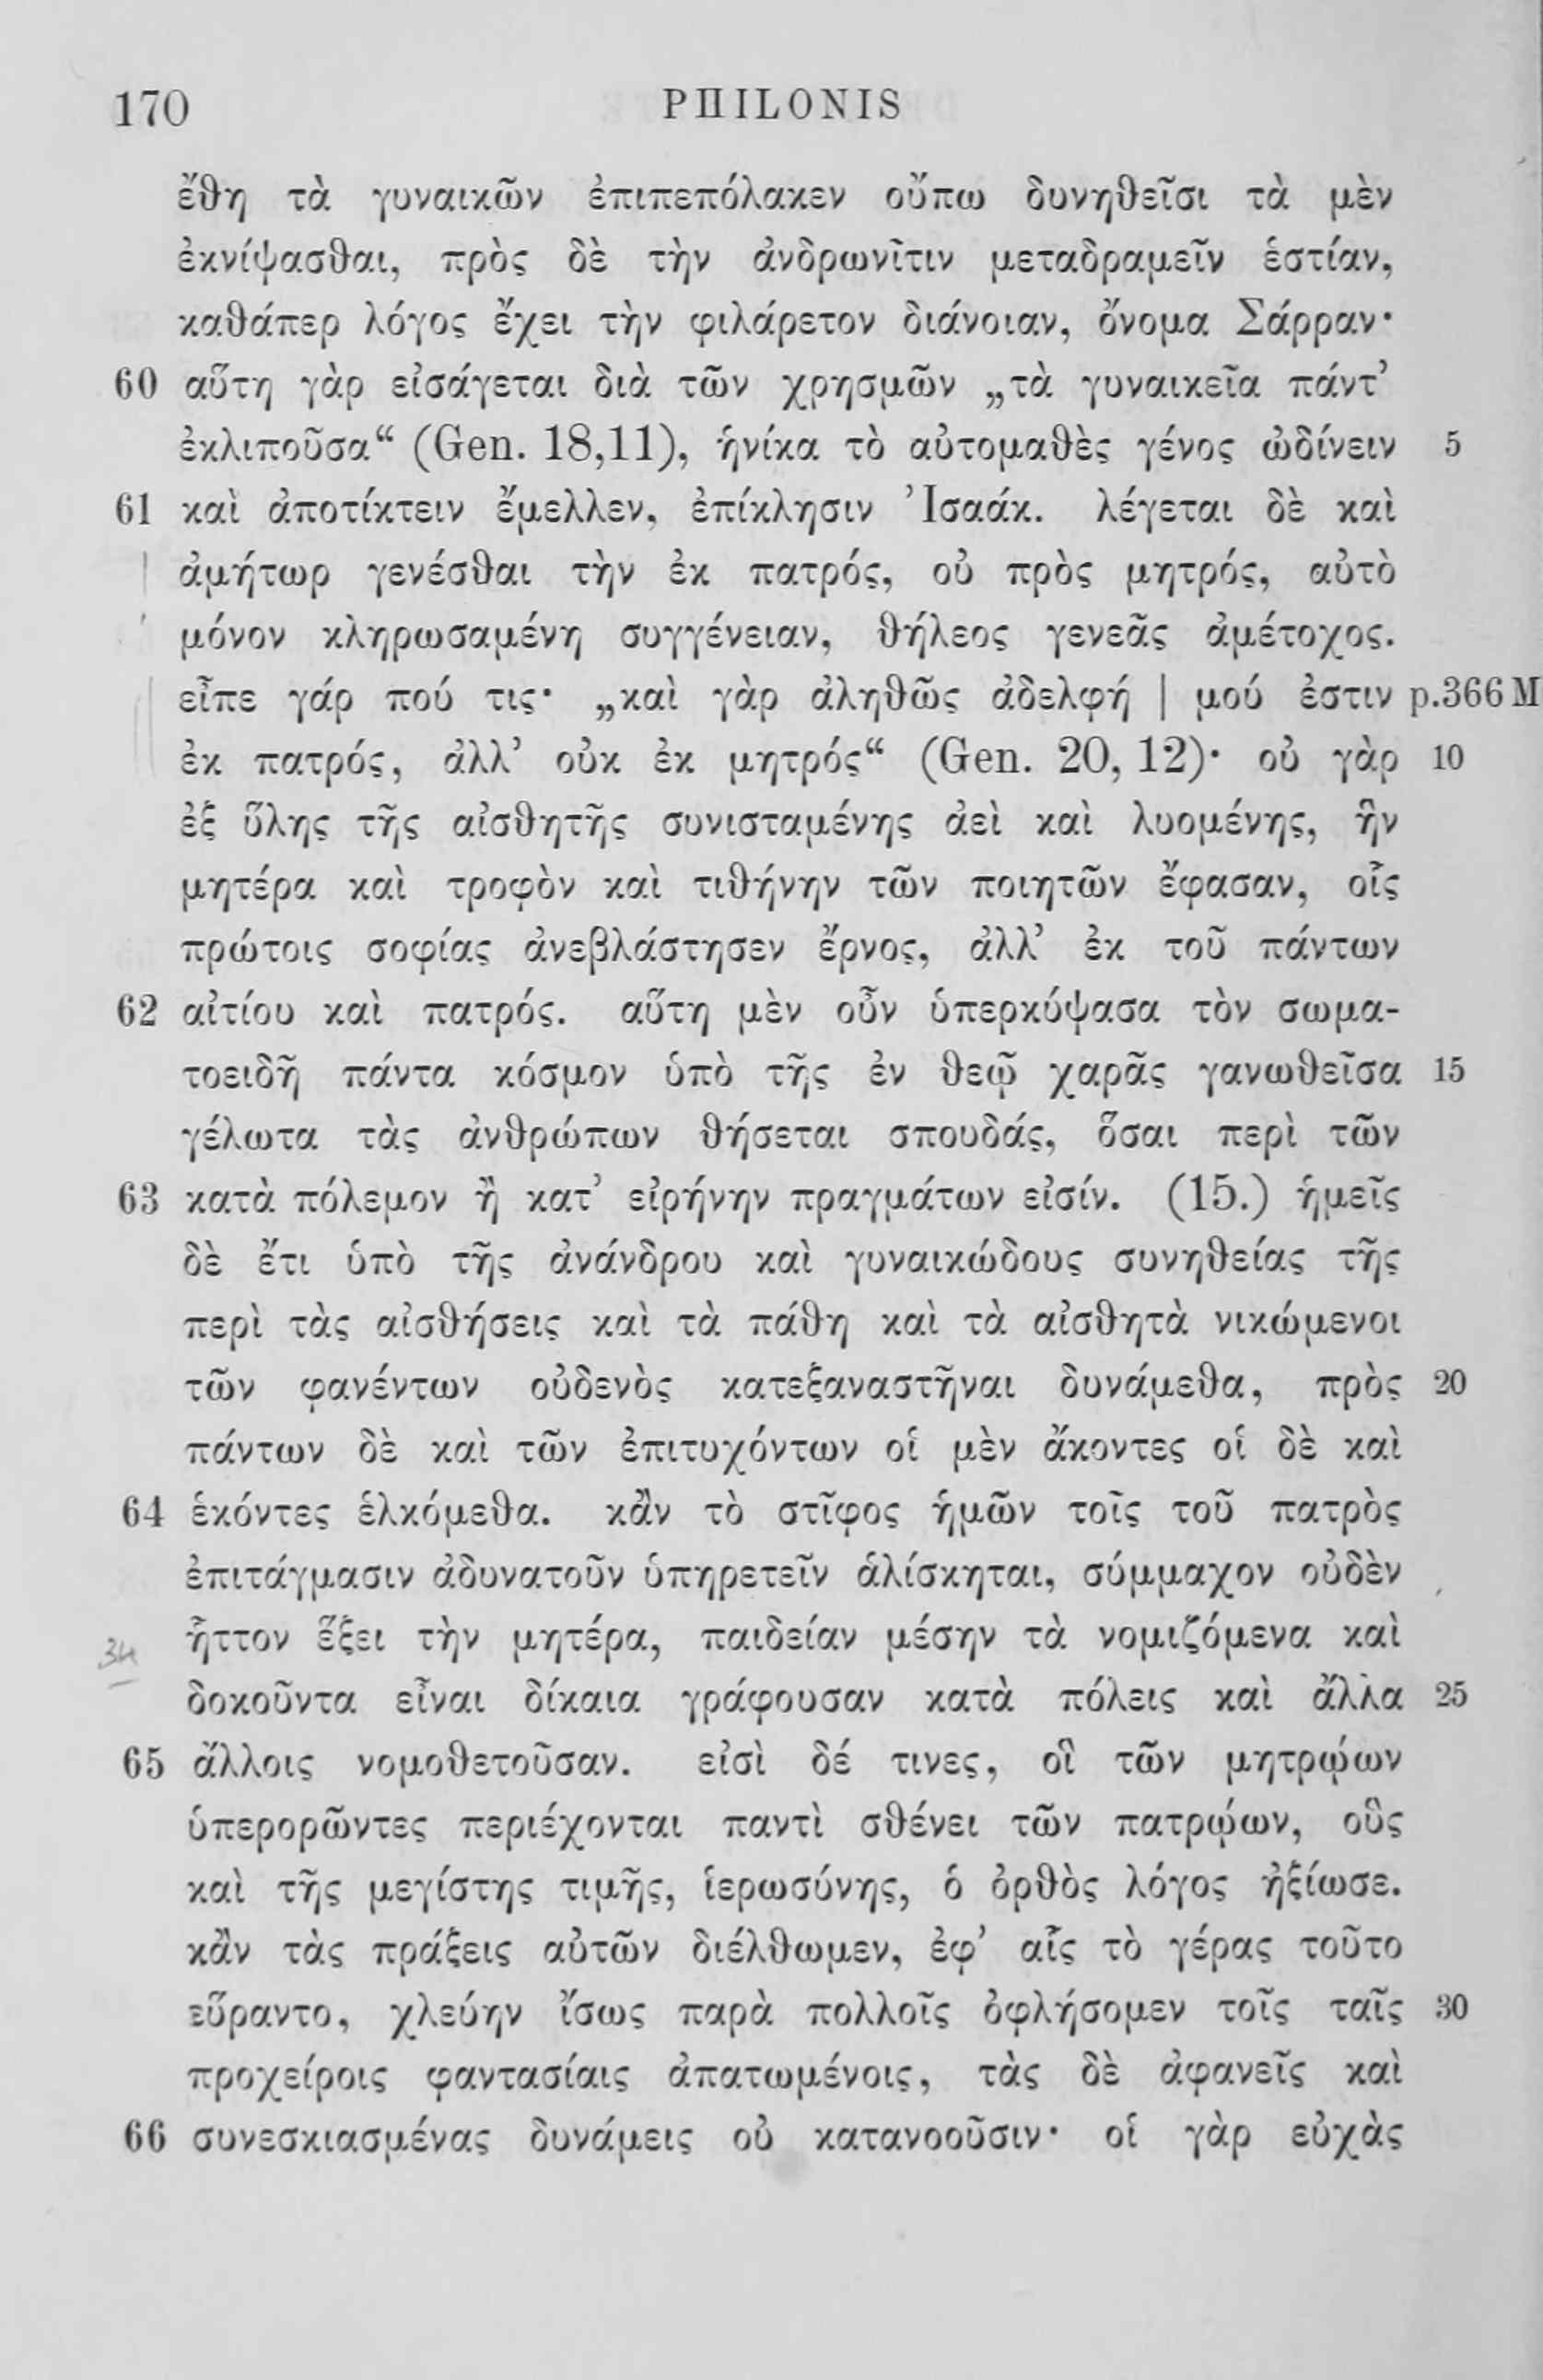 170 PHILONIS
ἔθη τὰ γυναικῶν ἐπιπεπόλακεν οὔπω δυνηθεῖσι τὰ μὲν
ἐκνίψασθαι, πρὸς δὲ τὴν ἀνδρωνῖτιν μεταδραμεῖν ἑστίαν,
καθάπερ λόγος ἔχει τὴν φιλάρετον διάνοιαν, ὄνομα Σάρραν·
60 αὕτη γὰρ εἰσάγεται διὰ τῶν χρησμῶν „τὰ γυναικεῖα πάντ’
ἐκλιποῦσα“ (Gen. 18,11), ἡνίκα τὸ αὐτομαθὲς γένος ὠδίνειν 5
61 καὶ ἀποτίκτειν ἔμελλεν, ἐπίκλησιν Ἰσαάκ. λέγεται δὲ καὶ
ἀμήτωρ γενέσθαι τὴν ἐκ πατρός, οὐ πρὸς μητρός, αὐτὸ
μόνον κληρωσαμένη συγγένειαν, θήλεος γενεᾶς ἀμέτοχος.
εἶπε γάρ πού τις· „καὶ γὰρ ἀληθῶς ἀδελφή | μού ἐστιν p.366 M
ἐκ πατρός, ἀλλ’ οὐκ ἐκ μητρός“ (Gen. 20, 12)· οὐ γὰρ 10
ἐξ ὕλης τῆς αἰσθητῆς συνισταμένης ἀεὶ καὶ λυομένης, ἣν
μητέρα καὶ τροφὸν καὶ τιθήνην τῶν ποιητῶν ἔφασαν, οἷς
πρώτοις σοφίας ἀνεβλάστησεν ἔρνος, ἀλλ’ ἐκ τοῦ πάντων
62 αἰτίου καὶ πατρός. αὕτη μὲν οὖν ὑπερκύψασα τὸν σωμα-
τοειδῆ πάντα κόσμον ὑπὸ τῆς ἐν θεῷ χαρᾶς γανωθεῖσα 15
γέλωτα τὰς ἀνθρώπων θήσεται σπουδάς, ὅσαι περὶ τῶν
63 κατὰ πόλεμον ἢ κατ’ εἰρήνην πραγμάτων εἰσίν. (15.) ἡμεῖς
δὲ ἔτι ὑπὸ τῆς ἀνάνδρου καὶ γυναικώδους συνηθείας τῆς
περὶ τὰς αἰσθήσεις καὶ τὰ πάθη καὶ τὰ αἰσθητὰ νικώμενοι
τῶν φανέντων οὐδενὸς κατεξαναστῆναι δυνάμεθα, πρὸς 20
πάντων δὲ καὶ τῶν ἐπιτυχόντων οἱ μὲν ἄκοντες οἱ δὲ καὶ
64 ἑκόντες ἑλκόμεθα. κἂν τὸ στῖφος ἡμῶν τοῖς τοῦ πατρὸς
ἐπιτάγμασιν ἀδυνατοῦν ὑπηρετεῖν ἁλίσκηται, σύμμαχον οὐδὲν
34 ἧττον ἕξει τὴν μητέρα, παιδείαν μέσην τὰ νομιζόμενα καὶ
δοκοῦντα εἶναι δίκαια γράφουσαν κατὰ πόλεις καὶ ἄλλα 25
65 ἄλλοις νομοθετοῦσαν. εἰσὶ δέ τινες, οἳ τῶν μητρῴων
ὑπερορῶντες περιέχονται παντὶ σθένει τῶν πατρῴων, οὓς
καὶ τῆς μεγίστης τιμῆς, ἱερωσύνης, ὁ ὀρθὸς λόγος ἠξίωσε.
κἂν τὰς πράξεις αὐτῶν διέλθωμεν, ἐφ’ αἷς τὸ γέρας τοῦτο
εὕραντο, χλεύην ἴσως παρὰ πολλοῖς ὀφλήσομεν τοῖς ταῖς 30
προχείροις φαντασίαις ἀπατωμένοις, τὰς δὲ ἀφανεῖς καὶ
66 συνεσκιασμένας δυνάμεις οὐ κατανοοῦσιν· οἱ γὰρ εὐχὰς